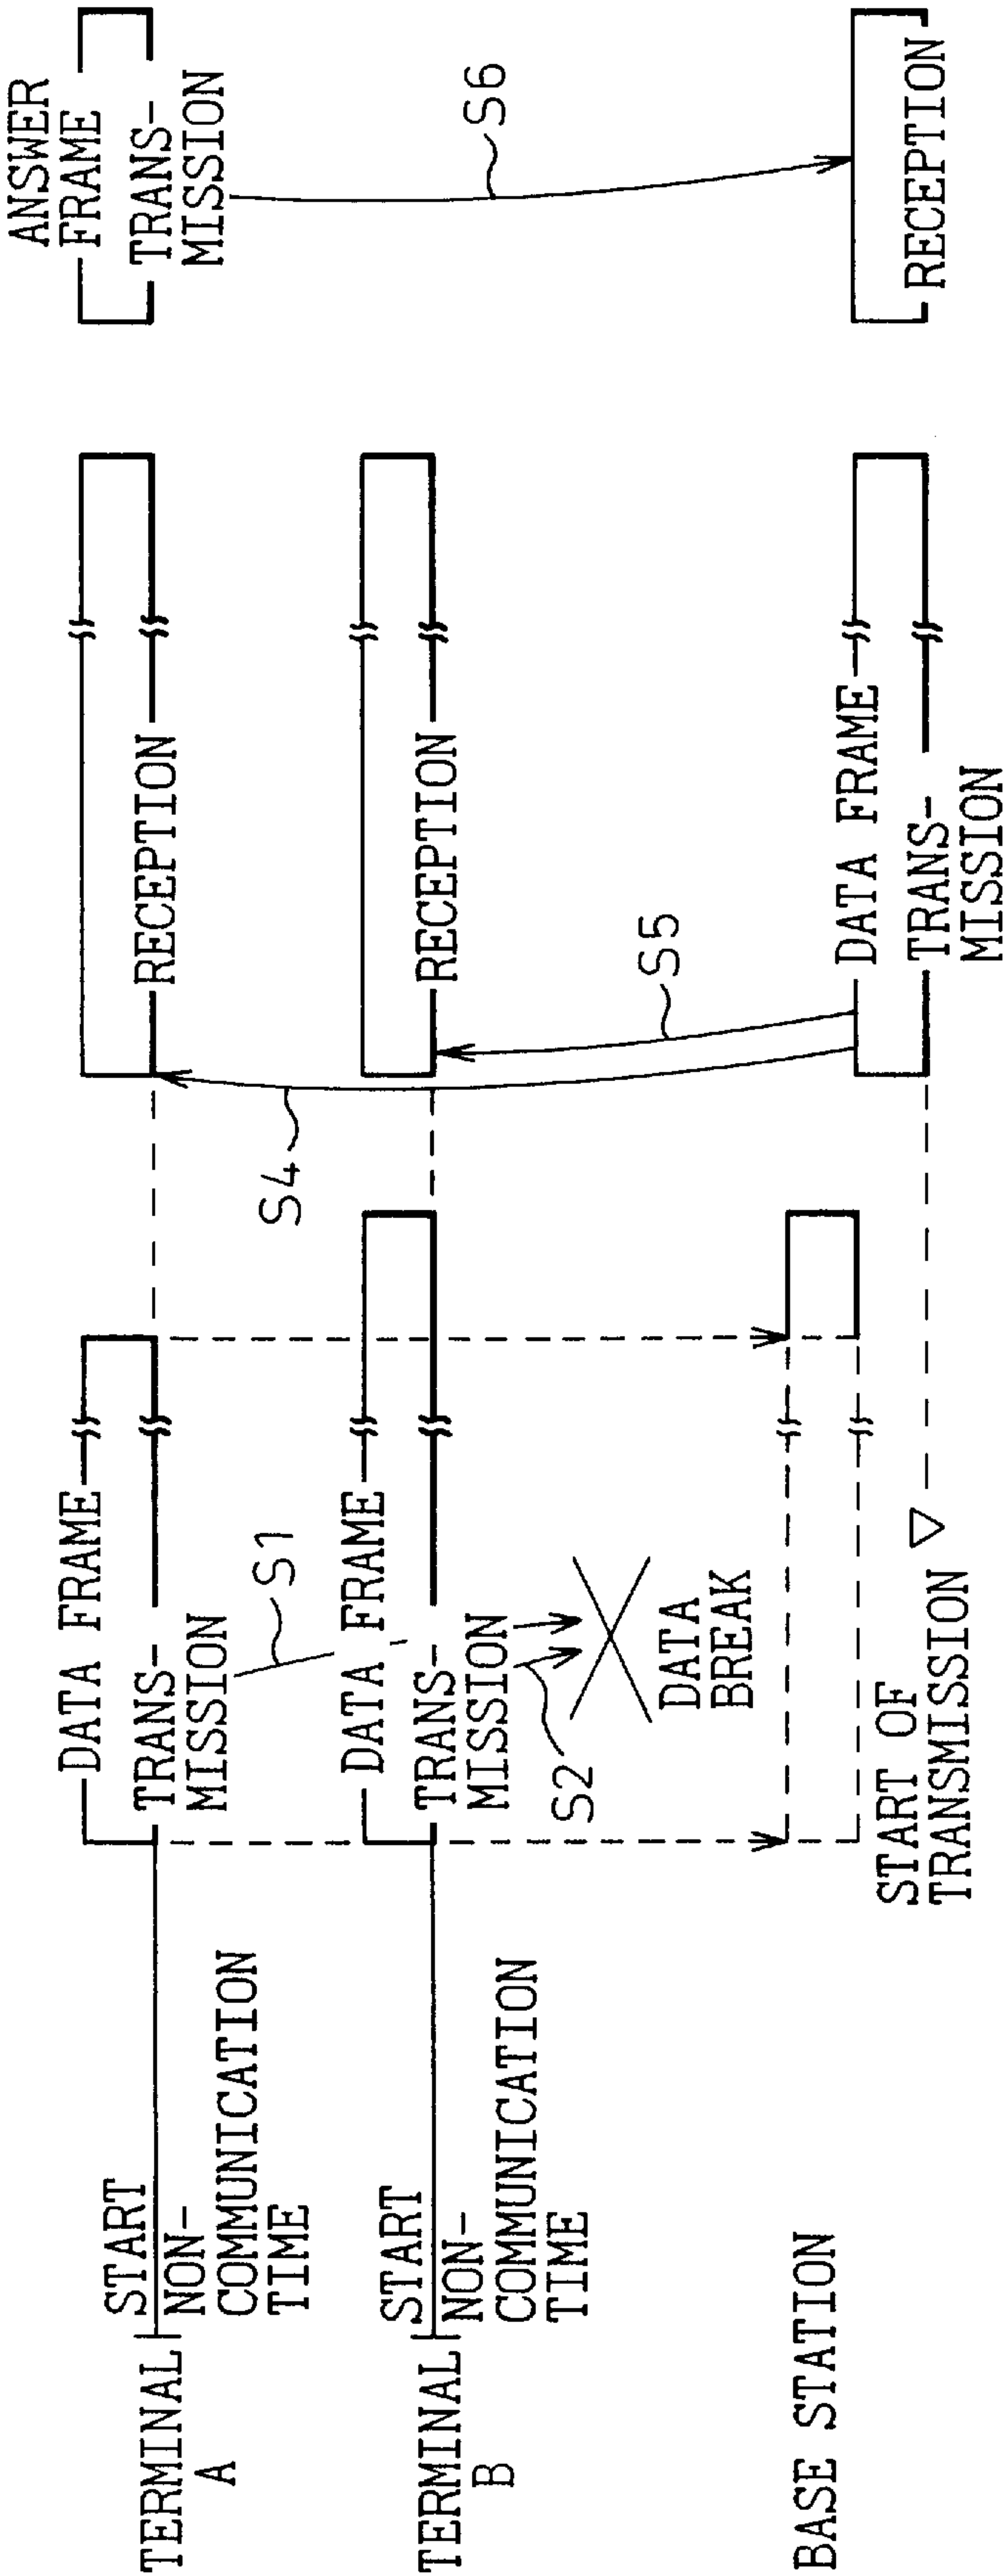 TERMINAL
A
START
NON-
COMMUNICATION
TIME
DATA FRAME
TRANS-
MISSION
S1
RECEPTION
S4
ANSWER
FRAME
TRANS-
MISSION
S6
TERMINAL
B
START
NON-
COMMUNICATION
TIME
DATA FRAME
TRANS-
MISSION
S2
DATA
BREAK
RECEPTION
S5
BASE STATION
START OF
TRANSMISSION
DATA FRAME
TRANS-
MISSION
RECEPTION